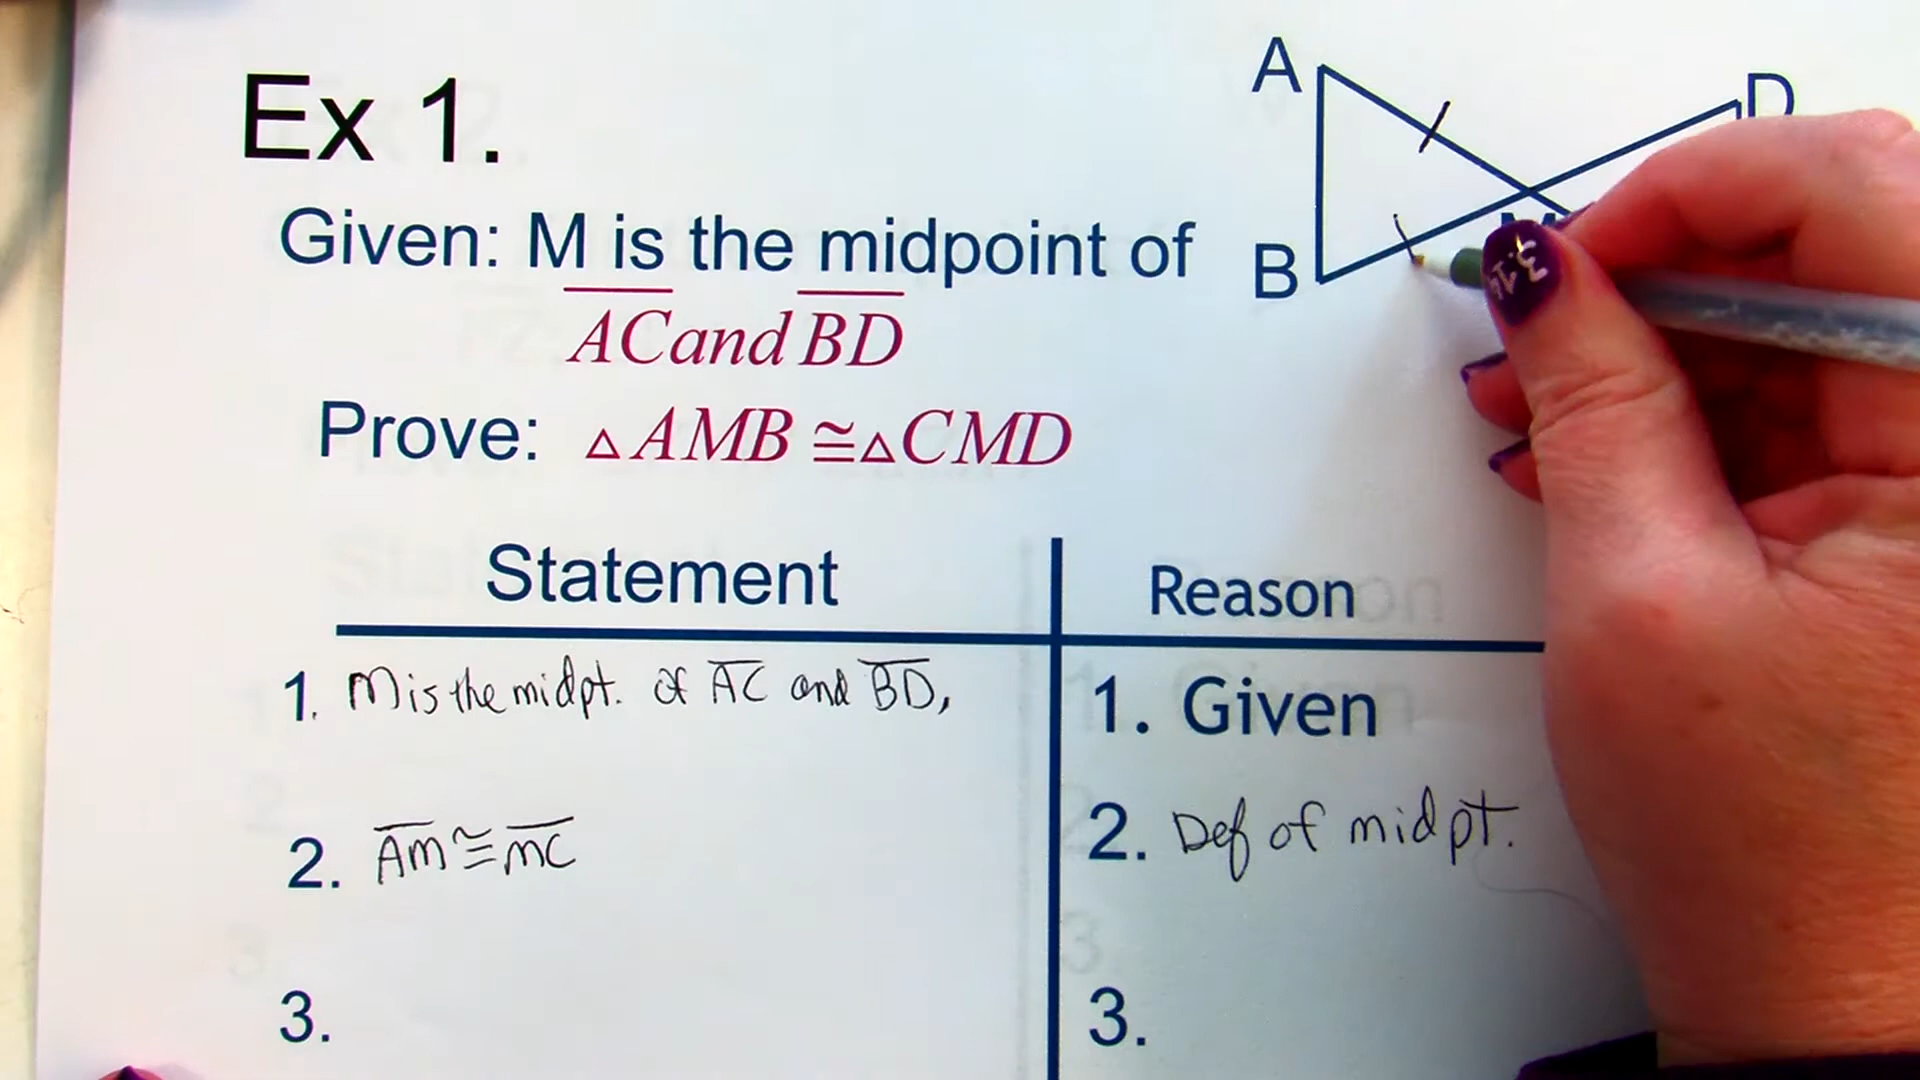 A
D
Ex 1.
Given: M is the midpoint of
B
M
AC and BD
Prove: △AMB ≅ △CMD
Statement
Reason
1. M is the midpt. of AC and BD,
1. Given
2. Am ≅ mC
2. Def of midpt.
3.
3.